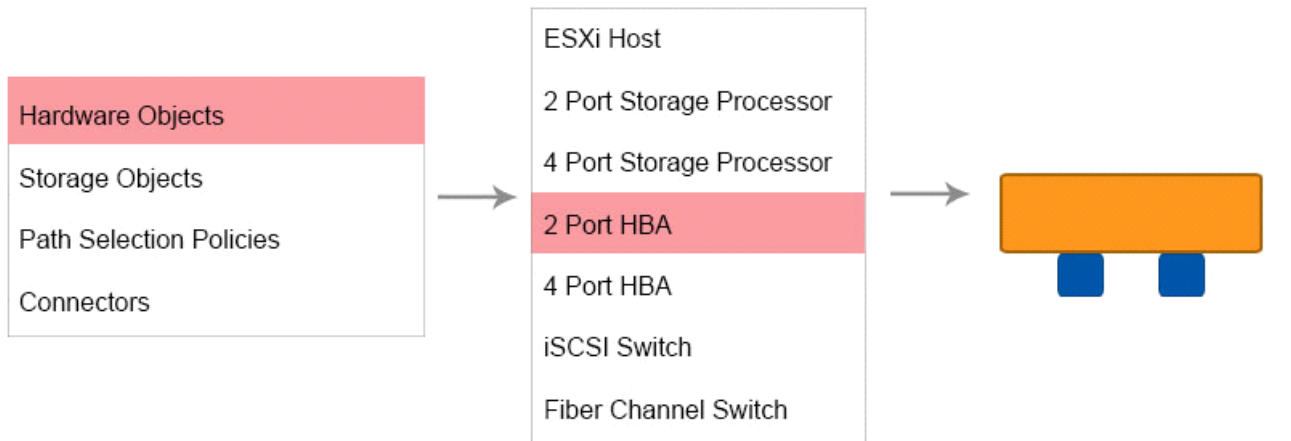 Hardware Objects
Storage Objects
Path Selection Policies
Connectors
ESXi Host
2 Port Storage Processor
4 Port Storage Processor
2 Port HBA
4 Port HBA
iSCSI Switch
Fiber Channel Switch